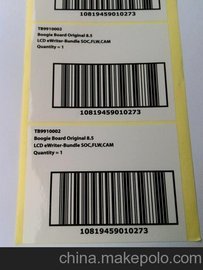 10819459010273
TB9910002
Boogie Board Original 8.5
LCD eWriter-Bundle SOC,FLW,CAM
Quantity = 1
10819459010273
TB9910002
Boogie Board Original 8.5
LCD eWriter-Bundle SOC,FLW,CAM
Quantity = 1
10819459010273
china.makepolo.com